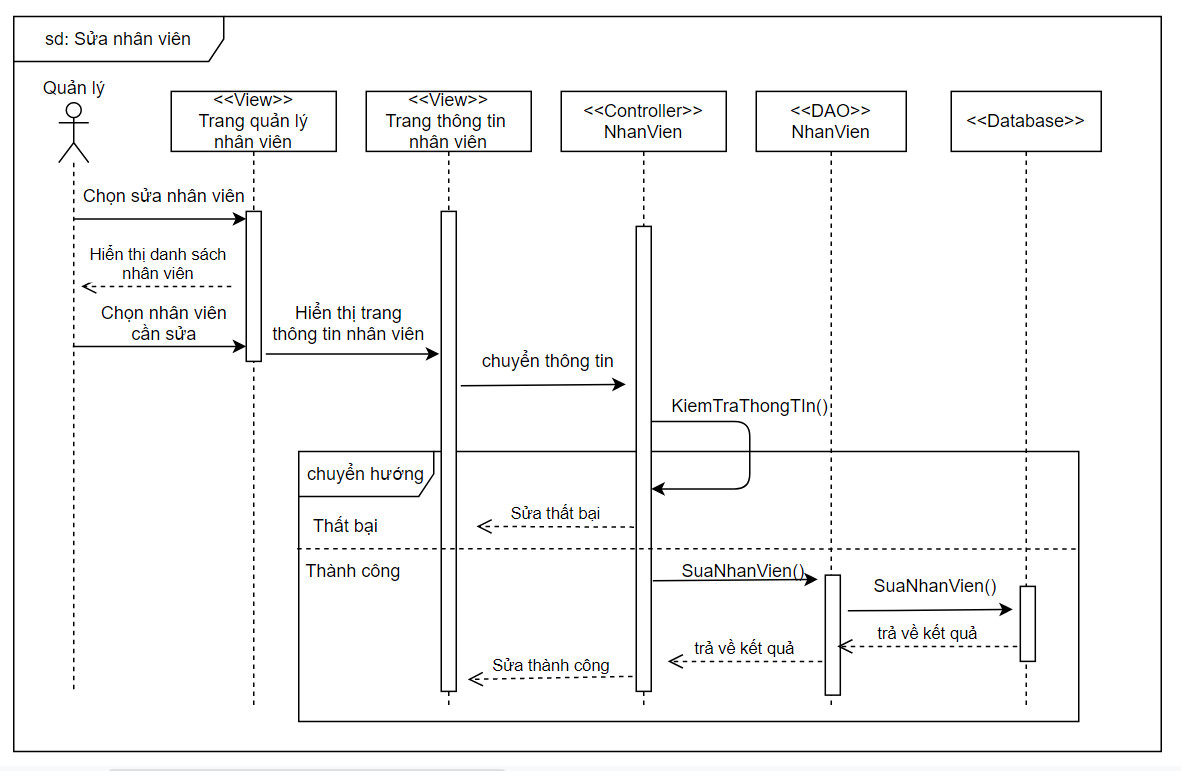 sd: Sửa nhân viên
Quản lý
<<View>>
Trang quản lý
nhân viên
<<View>>
Trang thông tin
nhân viên
<<Controller>>
NhanVien
<<DAO>>
NhanVien
<<Database>>
Chọn sửa nhân viên
Hiển thị danh sách
nhân viên
Chọn nhân viên
cần sửa
Hiển thị trang
thông tin nhân viên
chuyển thông tin
KiemTraThongTIn()
chuyển hướng
Sửa thất bại
Thất bại
Thành công
SuaNhanVien()
SuaNhanVien()
trả về kết quả
trả về kết quả
Sửa thành công